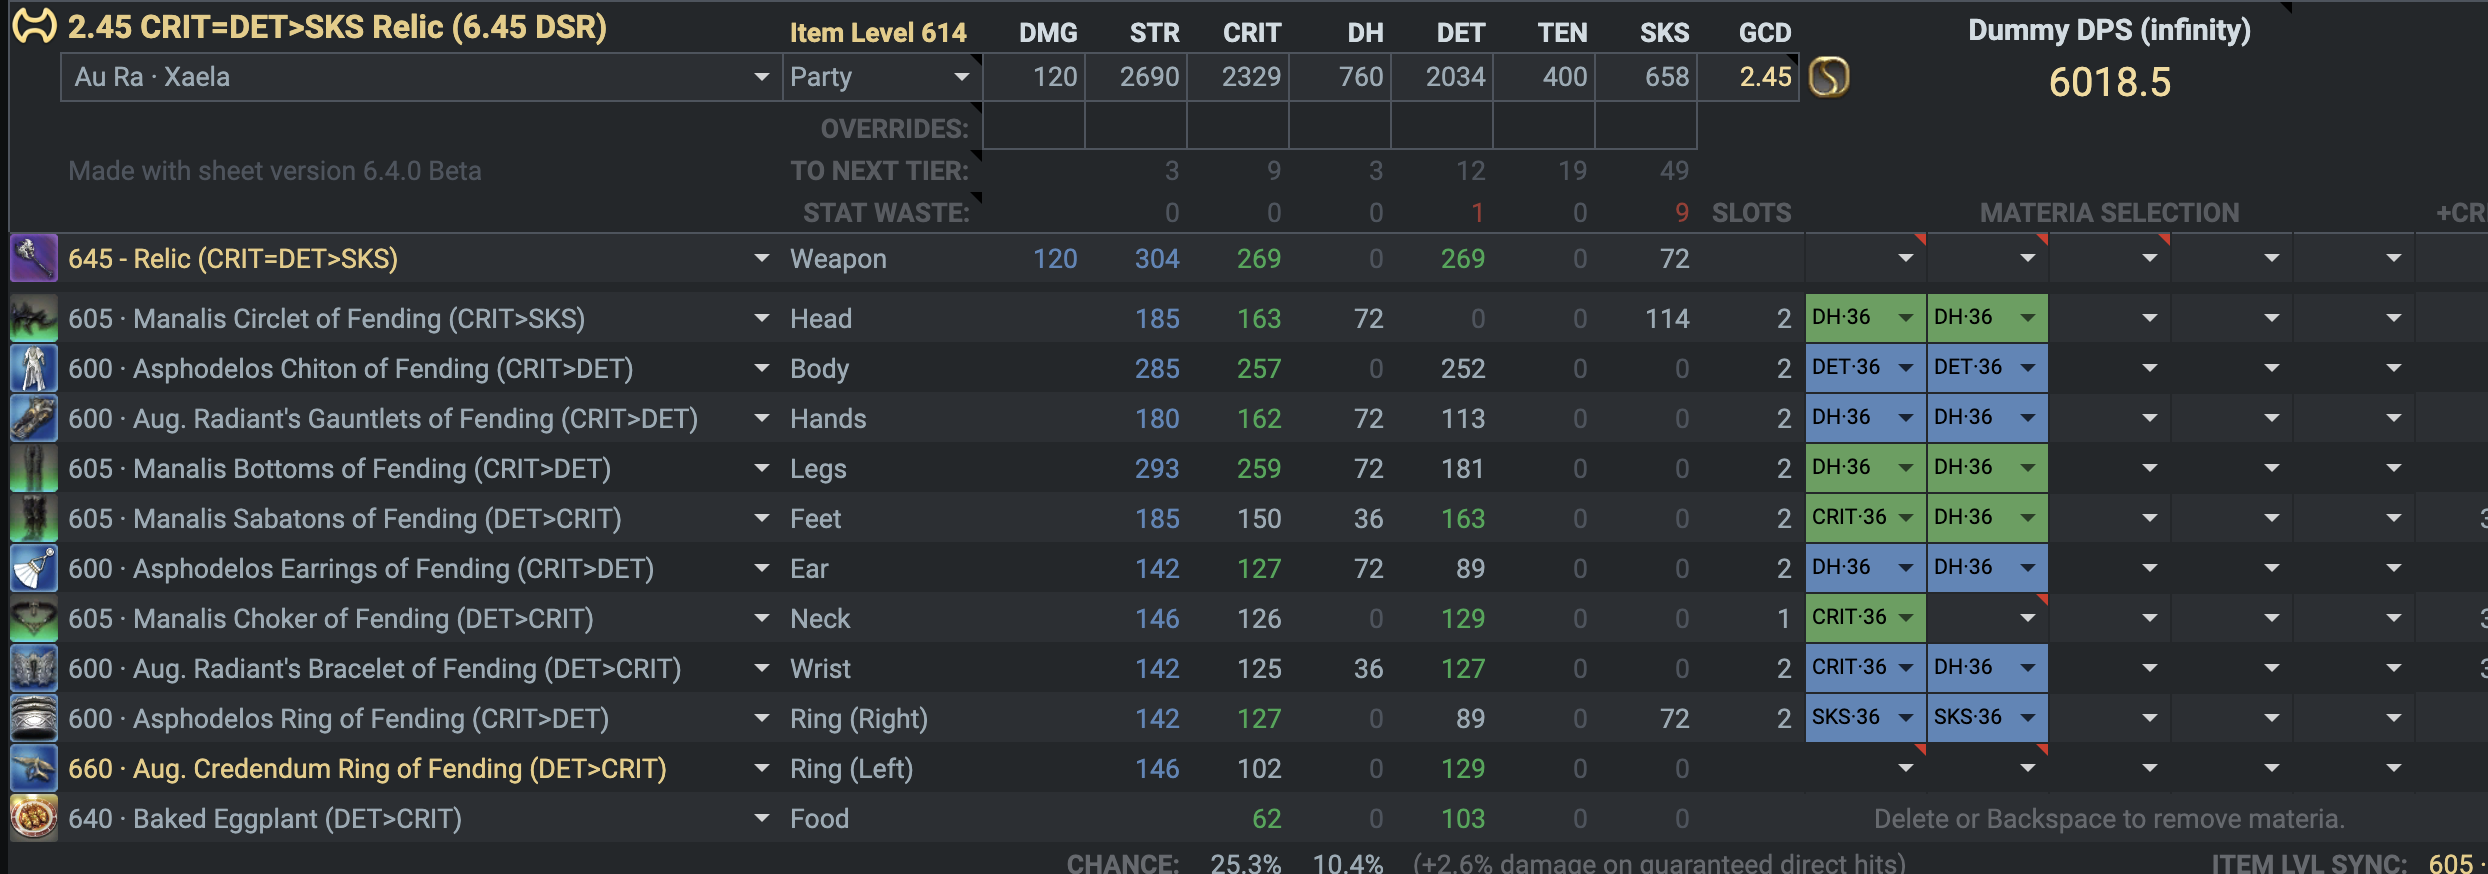 2.45 CRIT=DET>SKS Relic (6.45 DSR) Item Level 614 DMG STR CRIT DH DET TEN SKS GCD Dummy DPS (infinity)
Au Ra · Xaela Party 120 2690 2329 760 2034 400 658 2.45 6018.5
OVERRIDES:
Made with sheet version 6.4.0 Beta TO NEXT TIER: 3 9 3 12 19 49
STAT WASTE: 0 0 0 1 0 9 SLOTS MATERIA SELECTION +CRI
645 - Relic (CRIT=DET>SKS) Weapon 120 304 269 0 269 0 72
605 · Manalis Circlet of Fending (CRIT>SKS) Head 185 163 72 0 0 114 2 DH·36 DH·36
600 · Asphodelos Chiton of Fending (CRIT>DET) Body 285 257 0 252 0 0 2 DET·36 DET·36
600 · Aug. Radiant's Gauntlets of Fending (CRIT>DET) Hands 180 162 72 113 0 0 2 DH·36 DH·36
605 · Manalis Bottoms of Fending (CRIT>DET) Legs 293 259 72 181 0 0 2 DH·36 DH·36
605 · Manalis Sabatons of Fending (DET>CRIT) Feet 185 150 36 163 0 0 2 CRIT·36 DH·36 3
600 · Asphodelos Earrings of Fending (CRIT>DET) Ear 142 127 72 89 0 0 2 DH·36 DH·36
605 · Manalis Choker of Fending (DET>CRIT) Neck 146 126 0 129 0 0 1 CRIT·36 3
600 · Aug. Radiant's Bracelet of Fending (DET>CRIT) Wrist 142 125 36 127 0 0 2 CRIT·36 DH·36 3
600 · Asphodelos Ring of Fending (CRIT>DET) Ring (Right) 142 127 0 89 0 72 2 SKS·36 SKS·36
660 · Aug. Credendum Ring of Fending (DET>CRIT) Ring (Left) 146 102 0 129 0 0
640 · Baked Eggplant (DET>CRIT) Food 62 0 103 0 0 Delete or Backspace to remove materia.
CHANCE: 25.3% 10.4% (+2.6% damage on guaranteed direct hits) ITEM LVL SYNC: 605 ·